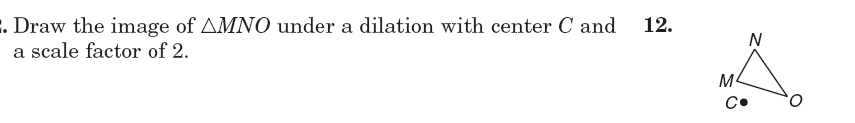 . Draw the image of △MNO under a dilation with center C and
a scale factor of 2.
12.
N
M
C
O